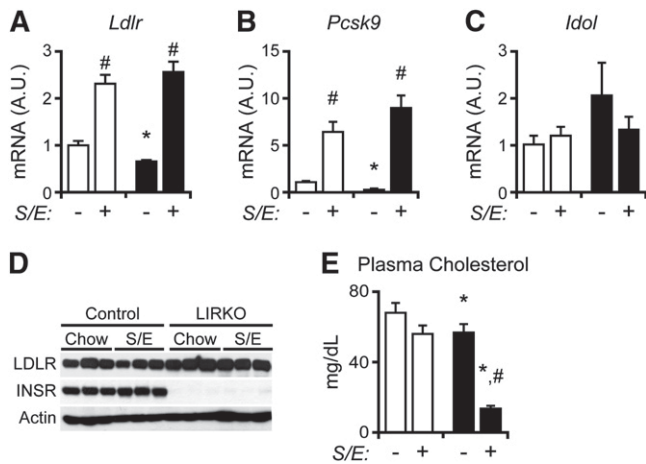 A
Ldlr
mRNA (A.U.)
3
2
1
0
#
*
#
S/E: - + - +
B
Pcsk9
mRNA (A.U.)
15
10
5
0
#
*
#
S/E: - + - +
C
Idol
mRNA (A.U.)
3
2
1
0
S/E: - + - +
D
Control LIRKO
Chow S/E Chow S/E
LDLR
INSR
Actin
E
Plasma Cholesterol
mg/dL
80
40
0
*
*,#
S/E: - + - +